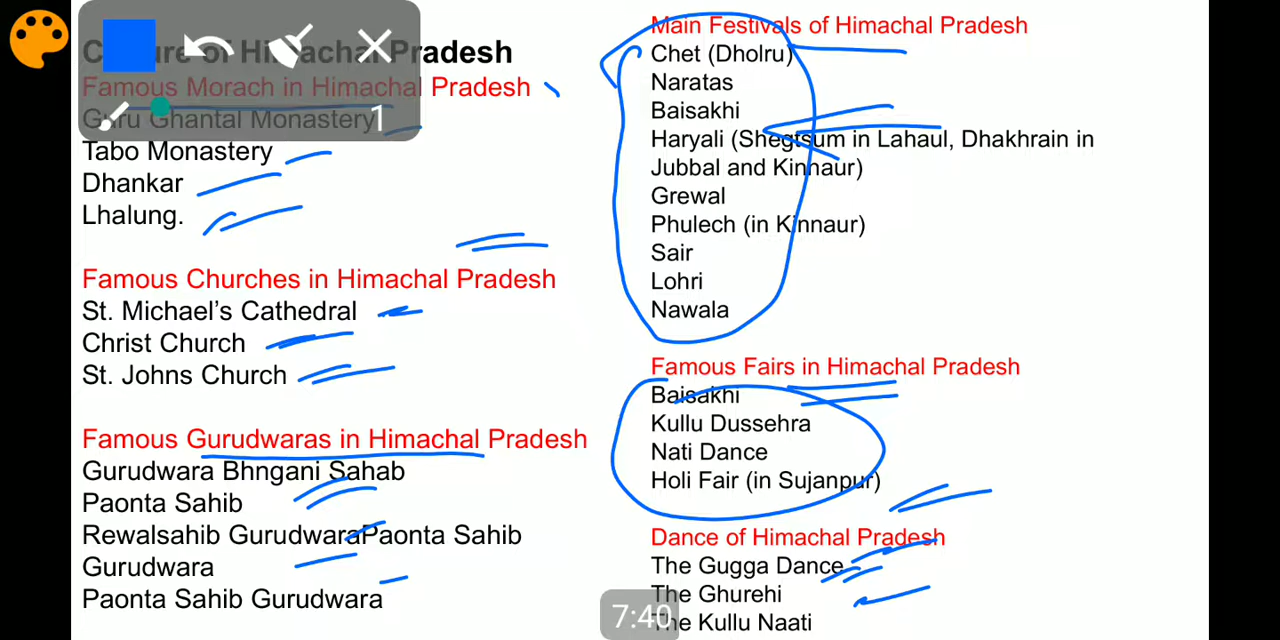 Culture of Himachal Pradesh
Famous Morach in Himachal Pradesh
Guru Ghantal Monastery
1
Tabo Monastery
Dhankar
Lhalung.
Famous Churches in Himachal Pradesh
St. Michael’s Cathedral
Christ Church
St. Johns Church
Famous Gurudwaras in Himachal Pradesh
Gurudwara Bhngani Sahab
Paonta Sahib
Rewalsahib GurudwaraPaonta Sahib
Gurudwara
Paonta Sahib Gurudwara
Main Festivals of Himachal Pradesh
Chet (Dholru)
Naratas
Baisakhi
Haryali (Shegtsum in Lahaul, Dhakhrain in
Jubbal and Kinnaur)
Grewal
Phulech (in Kinnaur)
Sair
Lohri
Nawala
Famous Fairs in Himachal Pradesh
Baisakhi
Kullu Dussehra
Nati Dance
Holi Fair (in Sujanpur)
Dance of Himachal Pradesh
The Gugga Dance
The Ghurehi
The Kullu Naati
7:40